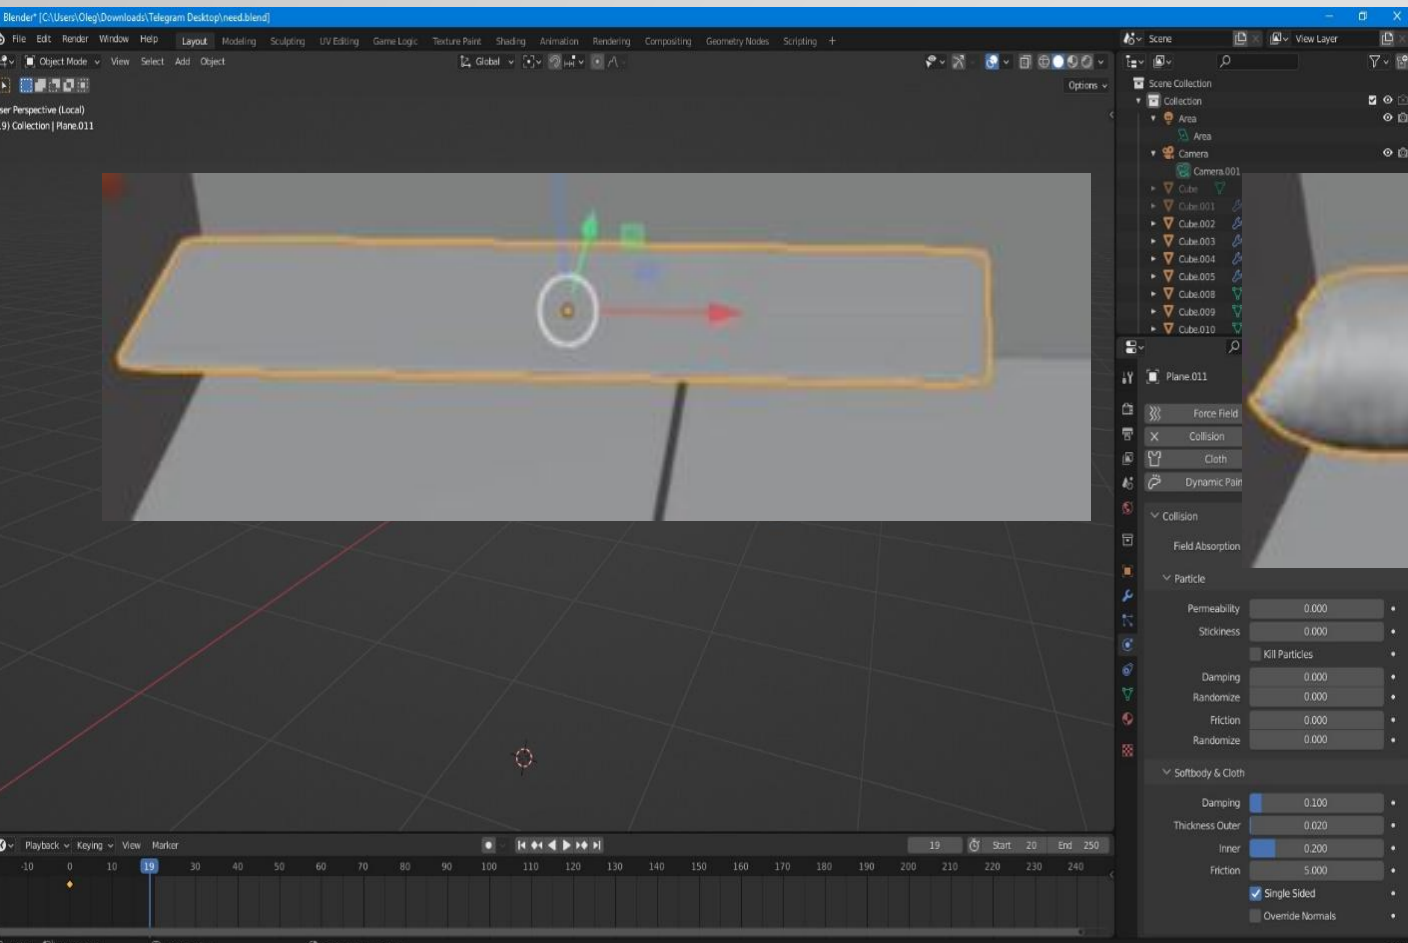 Blender* [C:\Users\Oleg\Downloads\Telegram Desktop\need.blend]
File Edit Render Window Help Layout Modeling Sculpting UV Editing Game Logic Texture Paint Shading Animation Rendering Compositing Geometry Nodes Scripting + Scene View Layer
Object Mode View Select Add Object Global
Options
ser Perspective (Local)
.9) Collection | Plane.011
Scene Collection
Collection
Area
Area
Camera
Camera.001
Cube
Cube.001
Cube.002
Cube.003
Cube.004
Cube.005
Cube.008
Cube.009
Cube.010
Plane.011
Force Field
Collision
Cloth
Dynamic Pain
Collision
Field Absorption
Particle
Permeability 0.000
Stickiness 0.000
Kill Particles
Damping 0.000
Randomize 0.000
Friction 0.000
Randomize 0.000
Softbody & Cloth
Damping 0.100
Thickness Outer 0.020
Inner 0.200
Friction 5.000
Single Sided
Override Normals
Playback Keying View Marker 19 Start 20 End 250
-10 0 10 19 30 40 50 60 70 80 90 100 110 120 130 140 150 160 170 180 190 200 210 220 230 240